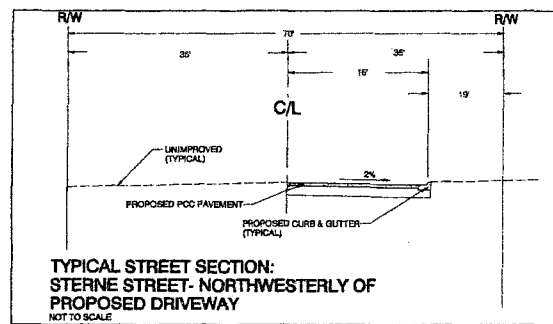 R/W
R/W
70'
35'
35'
16'
19'
C/L
UNIMPROVED
(TYPICAL)
2%
PROPOSED PCC PAVEMENT
PROPOSED CURB & GUTTER
(TYPICAL)
TYPICAL STREET SECTION:
STERNE STREET- NORTHWESTERLY OF
PROPOSED DRIVEWAY
NOT TO SCALE